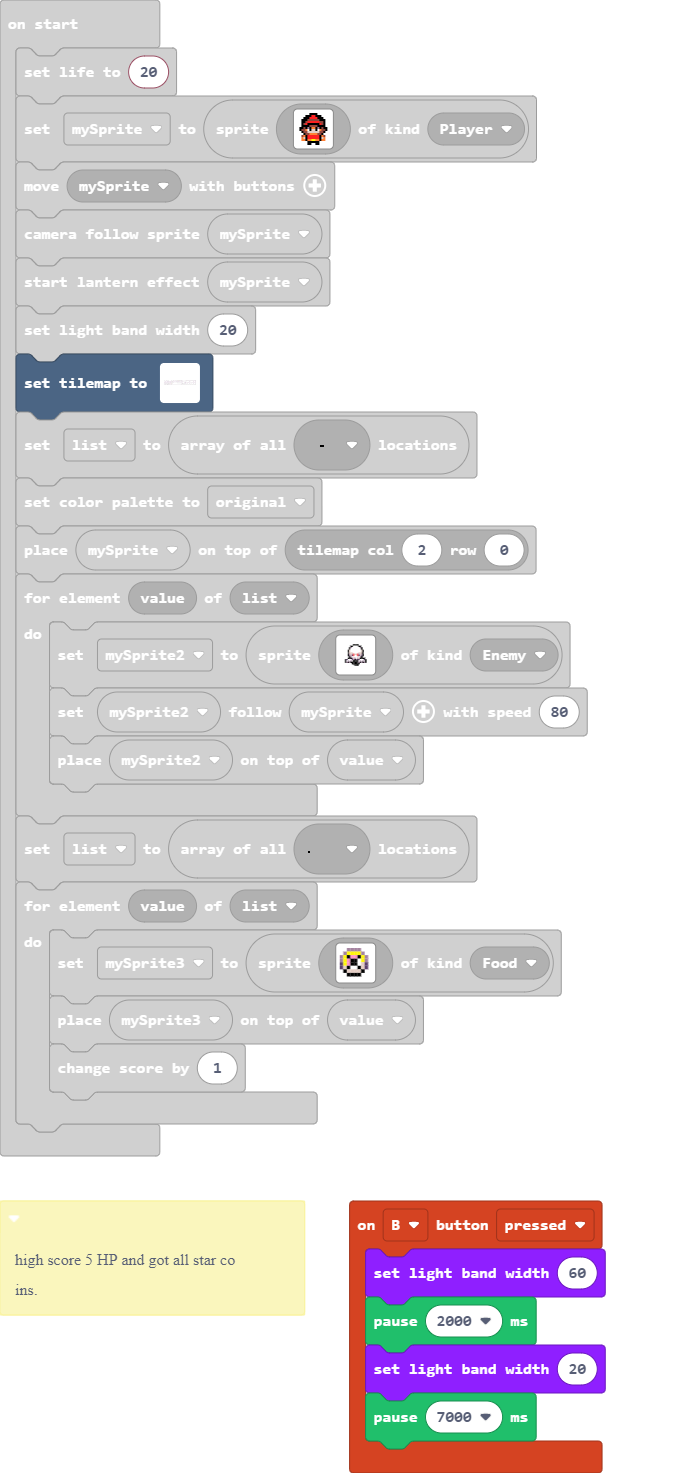 on start
set life to 20
set mySprite to sprite of kind Player
move mySprite with buttons
camera follow sprite mySprite
start lantern effect mySprite
set light band width 20
set tilemap to
set list to array of all locations
set color palette to original
place mySprite on top of tilemap col 2 row 0
for element value of list
do
set mySprite2 to sprite of kind Enemy
set mySprite2 follow mySprite with speed 80
place mySprite2 on top of value
set list to array of all locations
for element value of list
do
set mySprite3 to sprite of kind Food
place mySprite3 on top of value
change score by 1
high score 5 HP and got all star co
ins.
on B button pressed
set light band width 60
pause 2000 ms
set light band width 20
pause 7000 ms